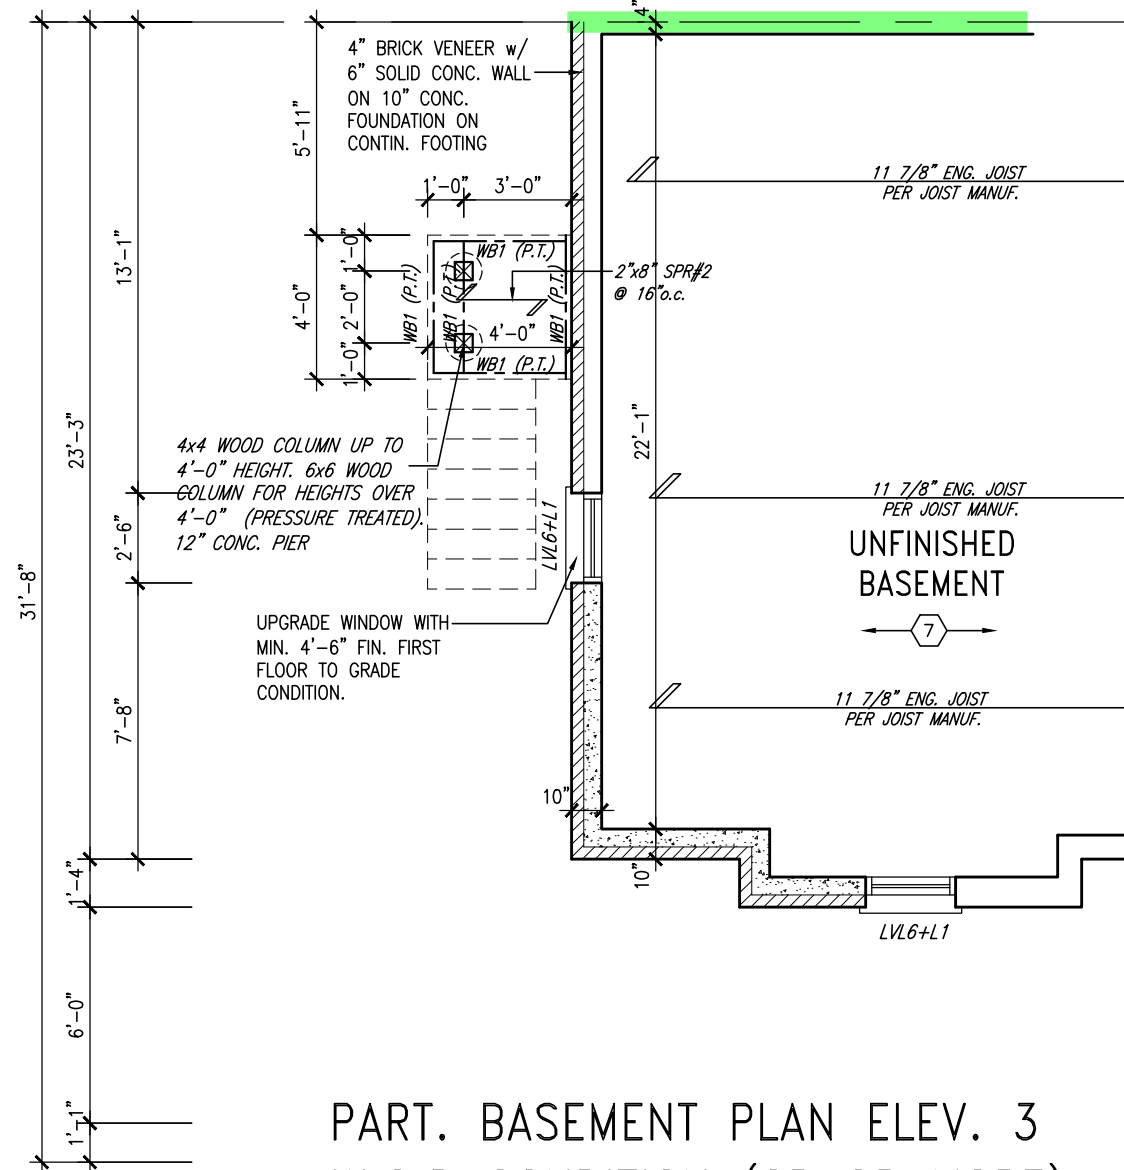 4"
4" BRICK VENEER w/
6" SOLID CONC. WALL
ON 10" CONC.
FOUNDATION ON
CONTIN. FOOTING
5'-11"
13'-1"
23'-3"
31'-8"
1'-0"
3'-0"
11 7/8" ENG. JOIST
PER JOIST MANUF.
WB1 (P.T.)
WB1 (P.T.)
WB1 (P.T.)
WB1 (P.T.)
WB1 (P.T.)
1'-0"
2'-0"
1'-0"
4'-0"
4'-0"
2"x8" SPR#2
@ 16"o.c.
22'-1"
4x4 WOOD COLUMN UP TO
4'-0" HEIGHT. 6x6 WOOD
COLUMN FOR HEIGHTS OVER
4'-0" (PRESSURE TREATED).
12" CONC. PIER
2'-6"
LVL6+L1
11 7/8" ENG. JOIST
PER JOIST MANUF.
UNFINISHED
BASEMENT
7
UPGRADE WINDOW WITH
MIN. 4'-6" FIN. FIRST
FLOOR TO GRADE
CONDITION.
7'-8"
11 7/8" ENG. JOIST
PER JOIST MANUF.
10"
10"
1'-4"
LVL6+L1
6'-0"
1'-1"
PART. BASEMENT PLAN ELEV. 3